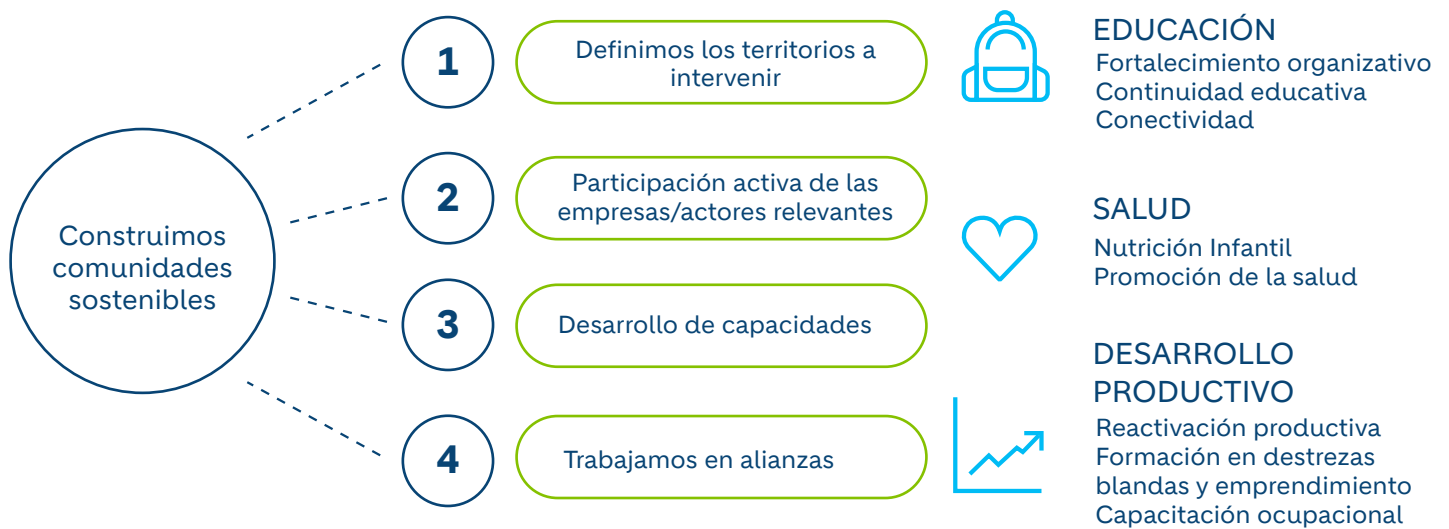 Construimos
comunidades
sostenibles
1
Definimos los territorios a
intervenir
2
Participación activa de las
empresas/actores relevantes
3
Desarrollo de capacidades
4
Trabajamos en alianzas
EDUCACIÓN
Fortalecimiento organizativo
Continuidad educativa
Conectividad
SALUD
Nutrición Infantil
Promoción de la salud
DESARROLLO
PRODUCTIVO
Reactivación productiva
Formación en destrezas
blandas y emprendimiento
Capacitación ocupacional